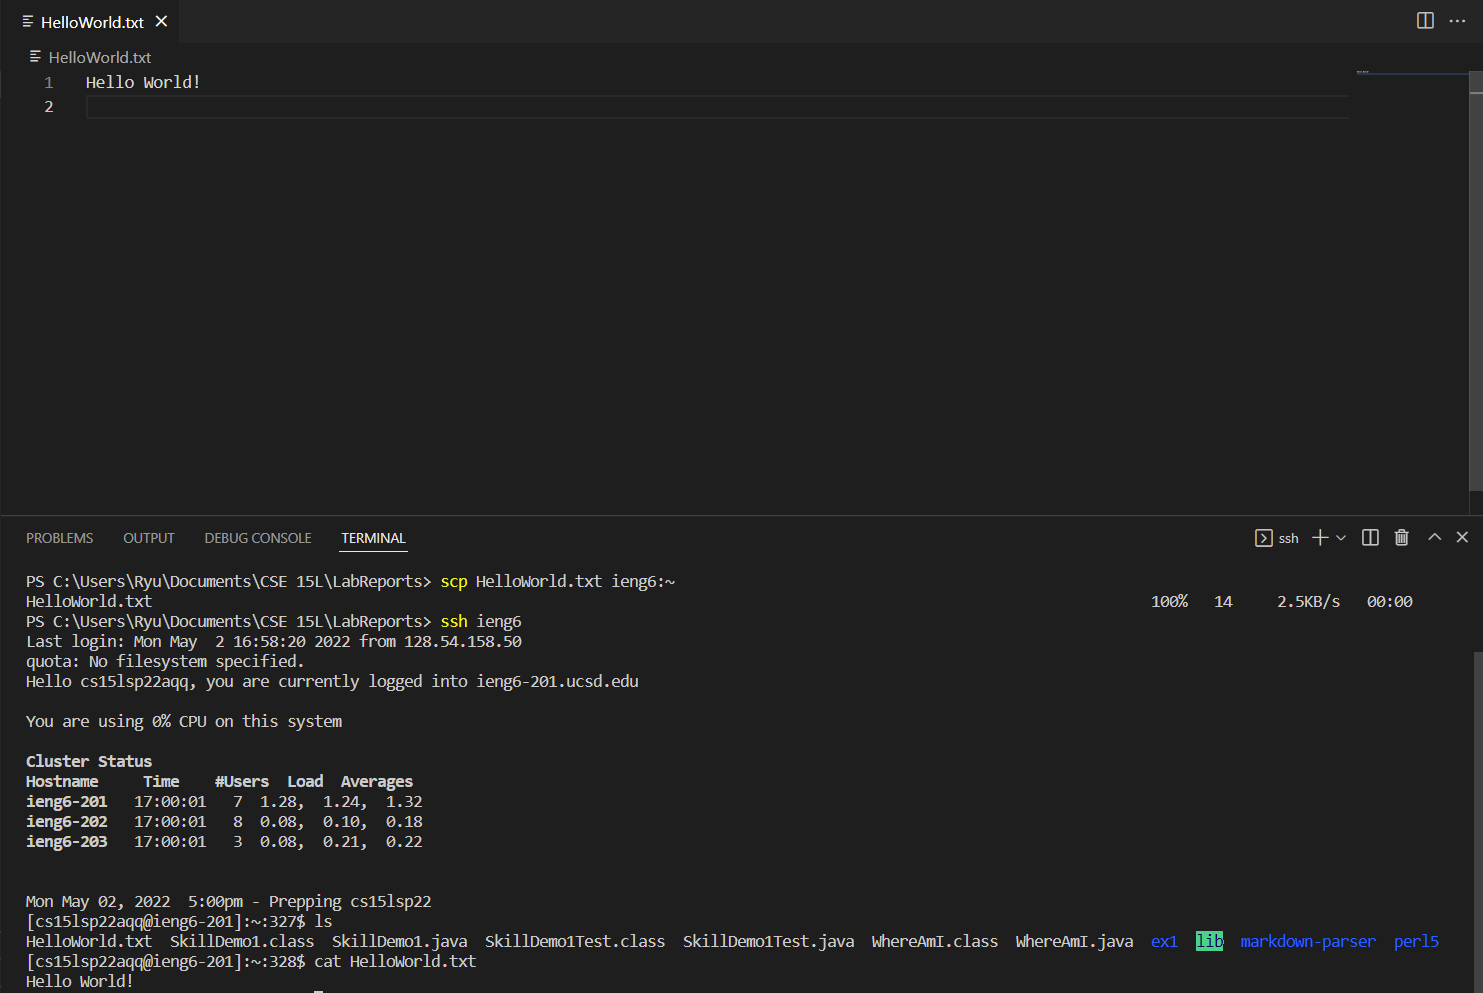 HelloWorld.txt
HelloWorld.txt
1 Hello World!
2
PROBLEMS OUTPUT DEBUG CONSOLE TERMINAL ssh
PS C:\Users\Ryu\Documents\CSE 15L\LabReports> scp HelloWorld.txt ieng6:~
HelloWorld.txt 100% 14 2.5KB/s 00:00
PS C:\Users\Ryu\Documents\CSE 15L\LabReports> ssh ieng6
Last login: Mon May  2 16:58:20 2022 from 128.54.158.50
quota: No filesystem specified.
Hello cs15lsp22aqq, you are currently logged into ieng6-201.ucsd.edu
You are using 0% CPU on this system
Cluster Status
Hostname     Time    #Users  Load  Averages
ieng6-201   17:00:01   7  1.28,  1.24,  1.32
ieng6-202   17:00:01   8  0.08,  0.10,  0.18
ieng6-203   17:00:01   3  0.08,  0.21,  0.22
Mon May 02, 2022  5:00pm - Prepping cs15lsp22
[cs15lsp22aqq@ieng6-201]:~:327$ ls
HelloWorld.txt  SkillDemo1.class  SkillDemo1.java  SkillDemo1Test.class  SkillDemo1Test.java  WhereAmI.class  WhereAmI.java  ex1  lib  markdown-parser  perl5
[cs15lsp22aqq@ieng6-201]:~:328$ cat HelloWorld.txt
Hello World!